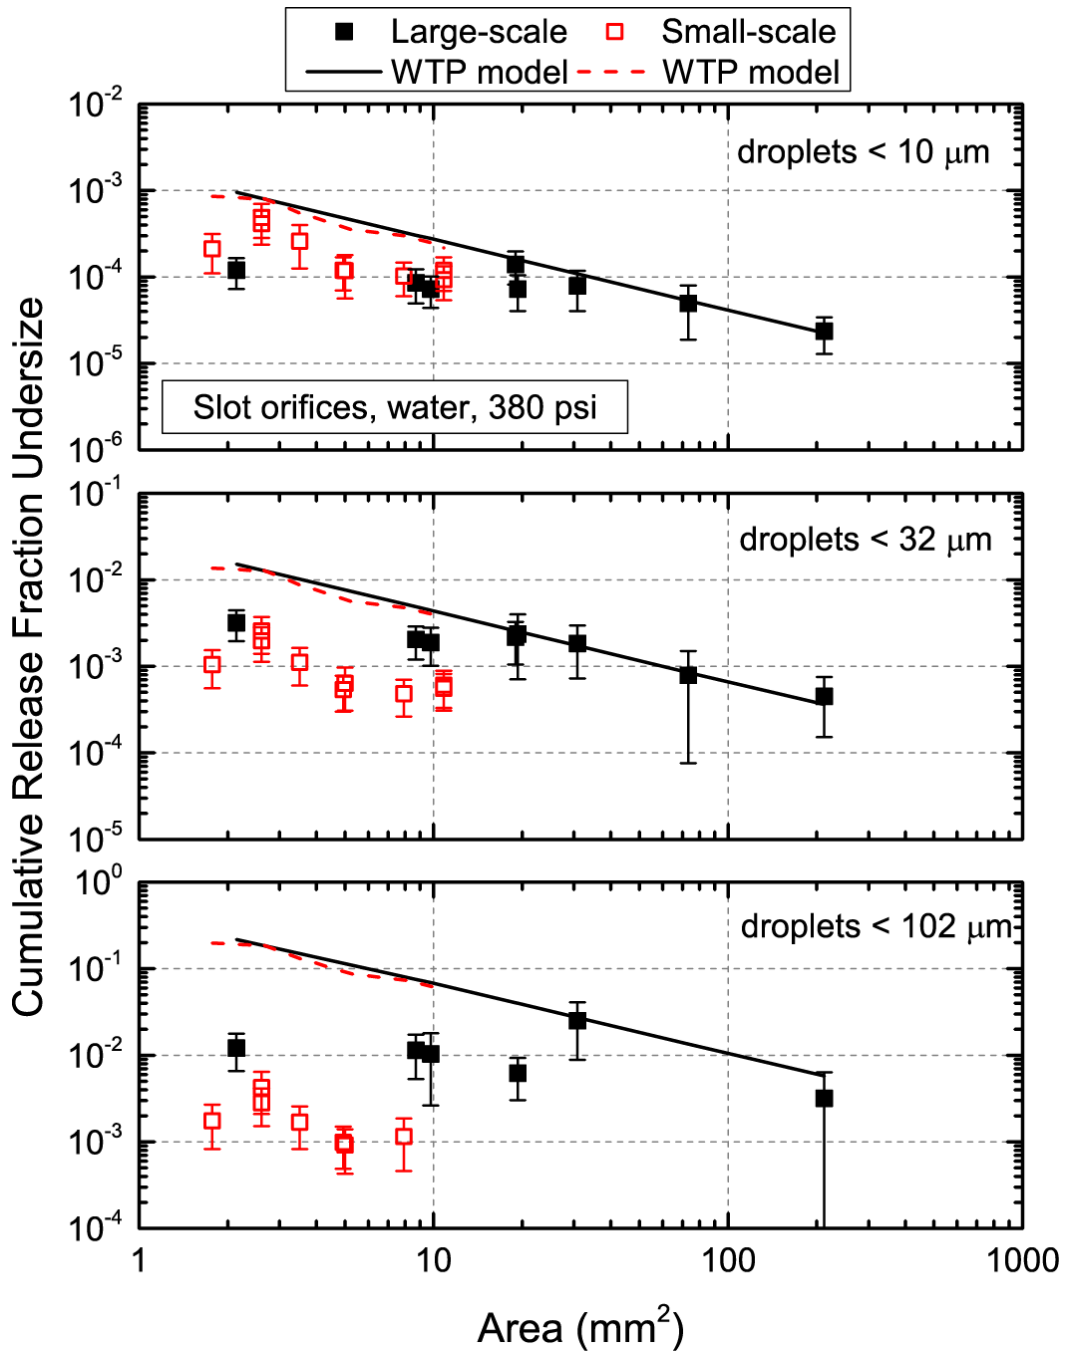 Large-scale Small-scale
WTP model WTP model
Cumulative Release Fraction Undersize
10⁻²
droplets < 10 μm
10⁻³
10⁻⁴
10⁻⁵
Slot orifices, water, 380 psi
10⁻⁶
10⁻¹
droplets < 32 μm
10⁻²
10⁻³
10⁻⁴
10⁻⁵
10⁰
droplets < 102 μm
10⁻¹
10⁻²
10⁻³
10⁻⁴
1 10 100 1000
Area (mm²)